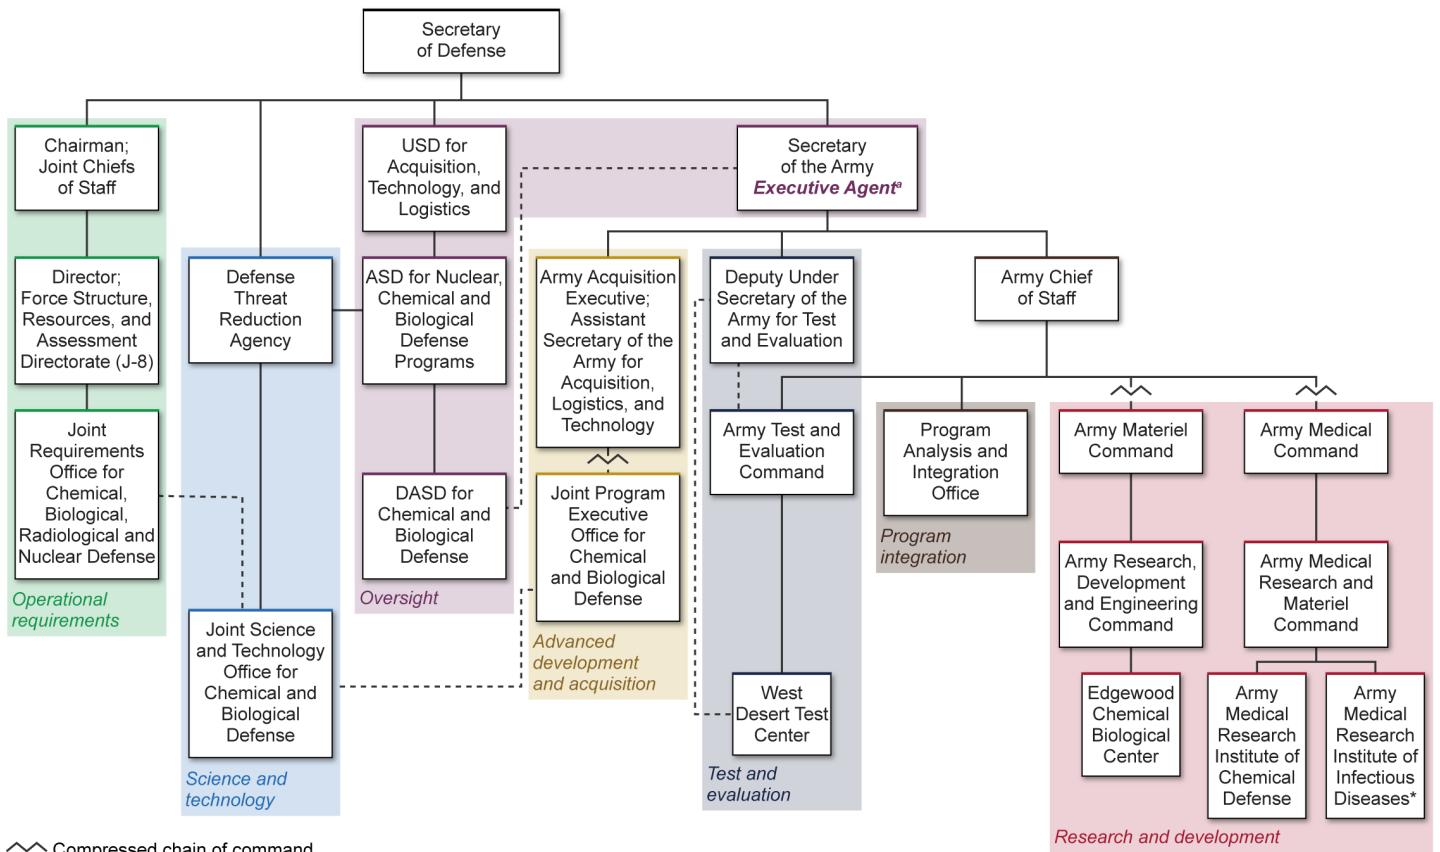 Secretary
of Defense
Chairman;
Joint Chiefs
of Staff
USD for
Acquisition,
Technology, and
Logistics
Secretary
of the Army
Executive Agentª
Director;
Force Structure,
Resources, and
Assessment
Directorate (J-8)
Defense
Threat
Reduction
Agency
ASD for Nuclear,
Chemical and
Biological
Defense
Programs
Army Acquisition
Executive;
Assistant
Secretary of the
Army for
Acquisition,
Logistics, and
Technology
Deputy Under
Secretary of the
Army for Test
and Evaluation
Army Chief
of Staff
Joint
Requirements
Office for
Chemical,
Biological,
Radiological and
Nuclear Defense
Operational
requirements
DASD for
Chemical and
Biological
Defense
Oversight
Joint Program
Executive
Office for
Chemical
and Biological
Defense
Advanced
development
and acquisition
Army Test and
Evaluation
Command
Program
Analysis and
Integration
Office
Program
integration
Army Materiel
Command
Army Medical
Command
Army Research,
Development
and Engineering
Command
Army Medical
Research and
Materiel
Command
Joint Science
and Technology
Office for
Chemical and
Biological
Defense
Science and
technology
West
Desert Test
Center
Test and
evaluation
Edgewood
Chemical
Biological
Center
Army
Medical
Research
Institute of
Chemical
Defense
Army
Medical
Research
Institute of
Infectious
Diseases*
Research and development
Compressed chain of command